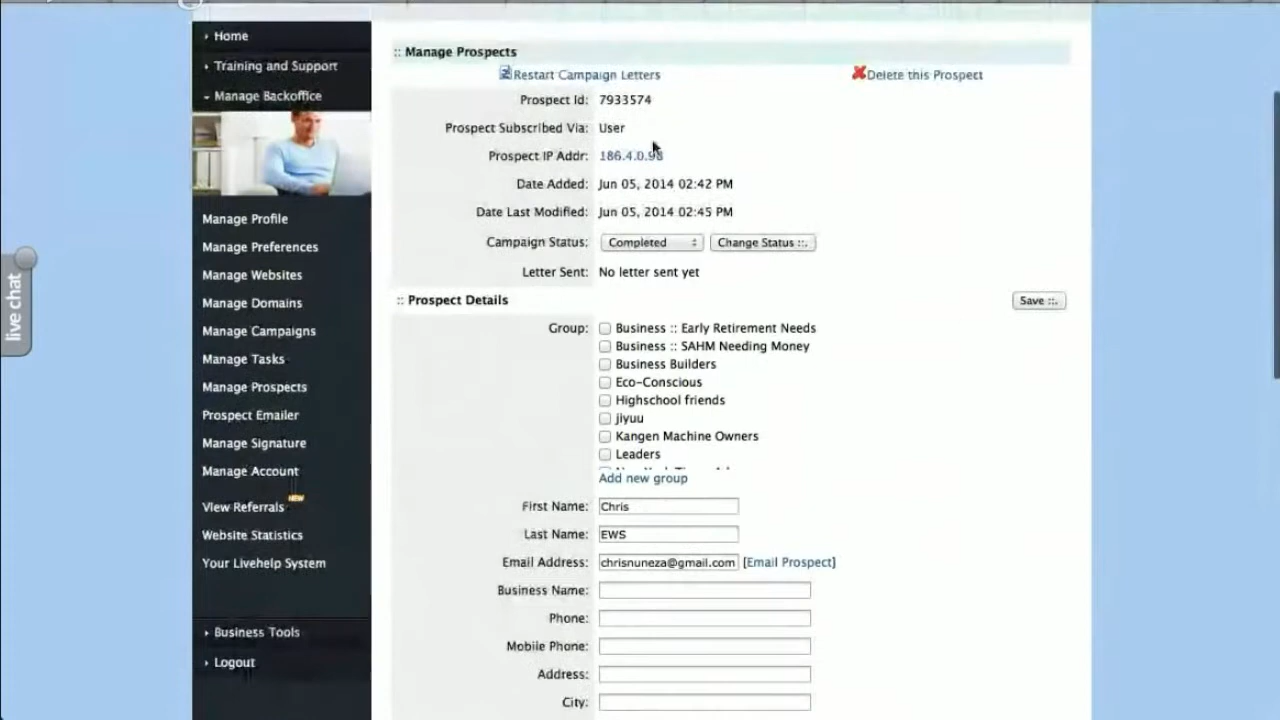 Home
Training and Support
Manage Backoffice
Manage Profile
Manage Preferences
Manage Websites
Manage Domains
Manage Campaigns
Manage Tasks
Manage Prospects
Prospect Emailer
Manage Signature
Manage Account
View Referrals NEW
Website Statistics
Your Livehelp System
Business Tools
Logout
live chat
:: Manage Prospects
Restart Campaign Letters
Delete this Prospect
Prospect Id: 7933574
Prospect Subscribed Via: User
Prospect IP Addr:
Date Added: Jun 05, 2014 02:42 PM
Date Last Modified: Jun 05, 2014 02:45 PM
Campaign Status: Completed Change Status ::.
Letter Sent: No letter sent yet
:: Prospect Details Save ::.
Group: Business :: Early Retirement Needs
Business :: SAHM Needing Money
Business Builders
Eco-Conscious
Highschool friends
jiyuu
Kangen Machine Owners
Leaders
Add new group
First Name: Chris
Last Name: EWS
Email Address: chrisnuneza@gmail.com [Email Prospect]
Business Name:
Phone:
Mobile Phone:
Address:
City: